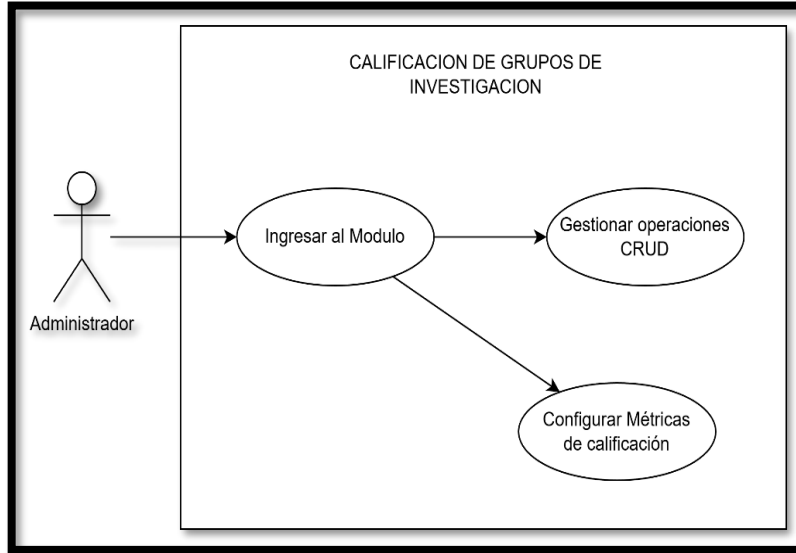 CALIFICACION DE GRUPOS DE
INVESTIGACION
Ingresar al Modulo
Gestionar operaciones
CRUD
Administrador
Configurar Métricas
de calificación